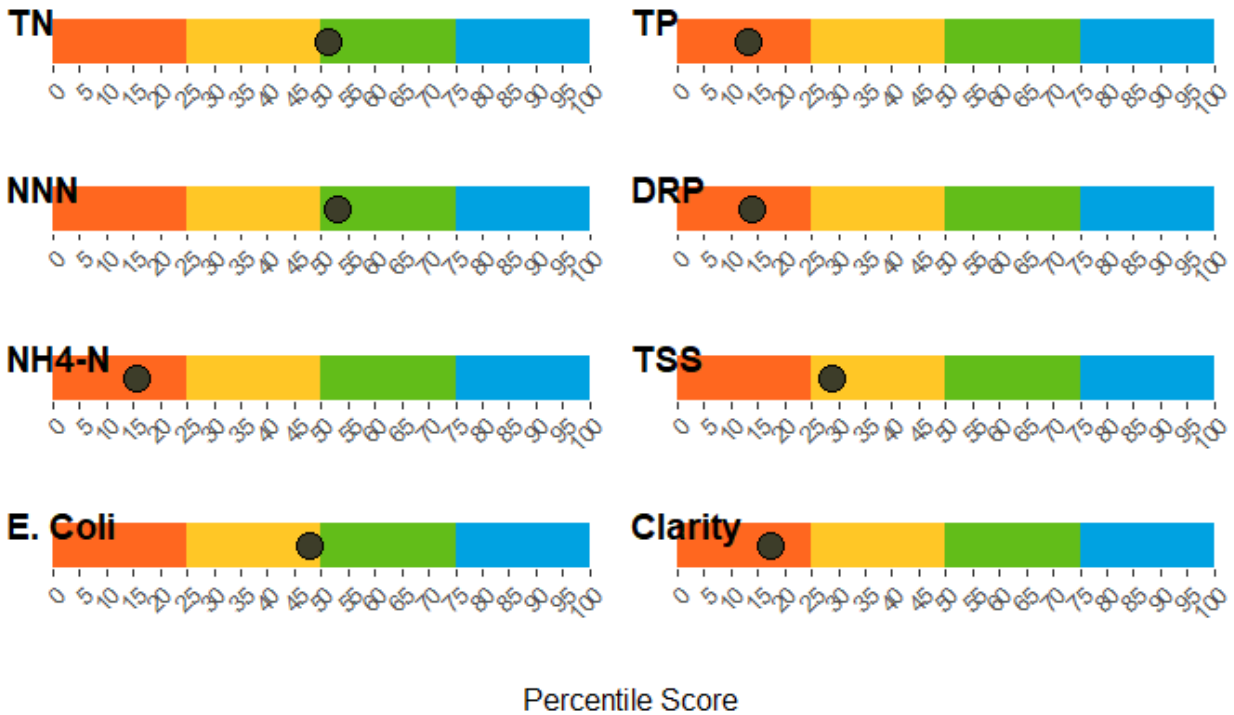 TN TP
0 5 10 15 20 25 30 35 40 45 50 55 60 65 70 75 80 85 90 95 100 0 5 10 15 20 25 30 35 40 45 50 55 60 65 70 75 80 85 90 95 100
NNN DRP
0 5 10 15 20 25 30 35 40 45 50 55 60 65 70 75 80 85 90 95 100 0 5 10 15 20 25 30 35 40 45 50 55 60 65 70 75 80 85 90 95 100
NH4-N TSS
0 5 10 15 20 25 30 35 40 45 50 55 60 65 70 75 80 85 90 95 100 0 5 10 15 20 25 30 35 40 45 50 55 60 65 70 75 80 85 90 95 100
E. Coli Clarity
0 5 10 15 20 25 30 35 40 45 50 55 60 65 70 75 80 85 90 95 100 0 5 10 15 20 25 30 35 40 45 50 55 60 65 70 75 80 85 90 95 100
Percentile Score